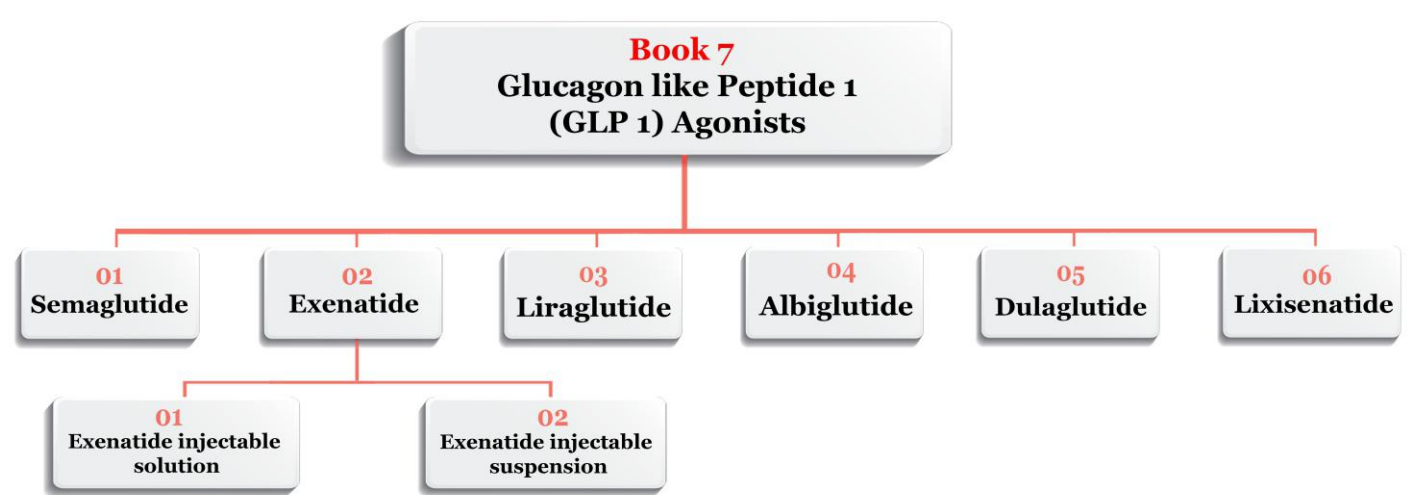 Book 7
Glucagon like Peptide 1
(GLP 1) Agonists
01
Semaglutide
02
Exenatide
03
Liraglutide
04
Albiglutide
05
Dulaglutide
06
Lixisenatide
01
Exenatide injectable
solution
02
Exenatide injectable
suspension